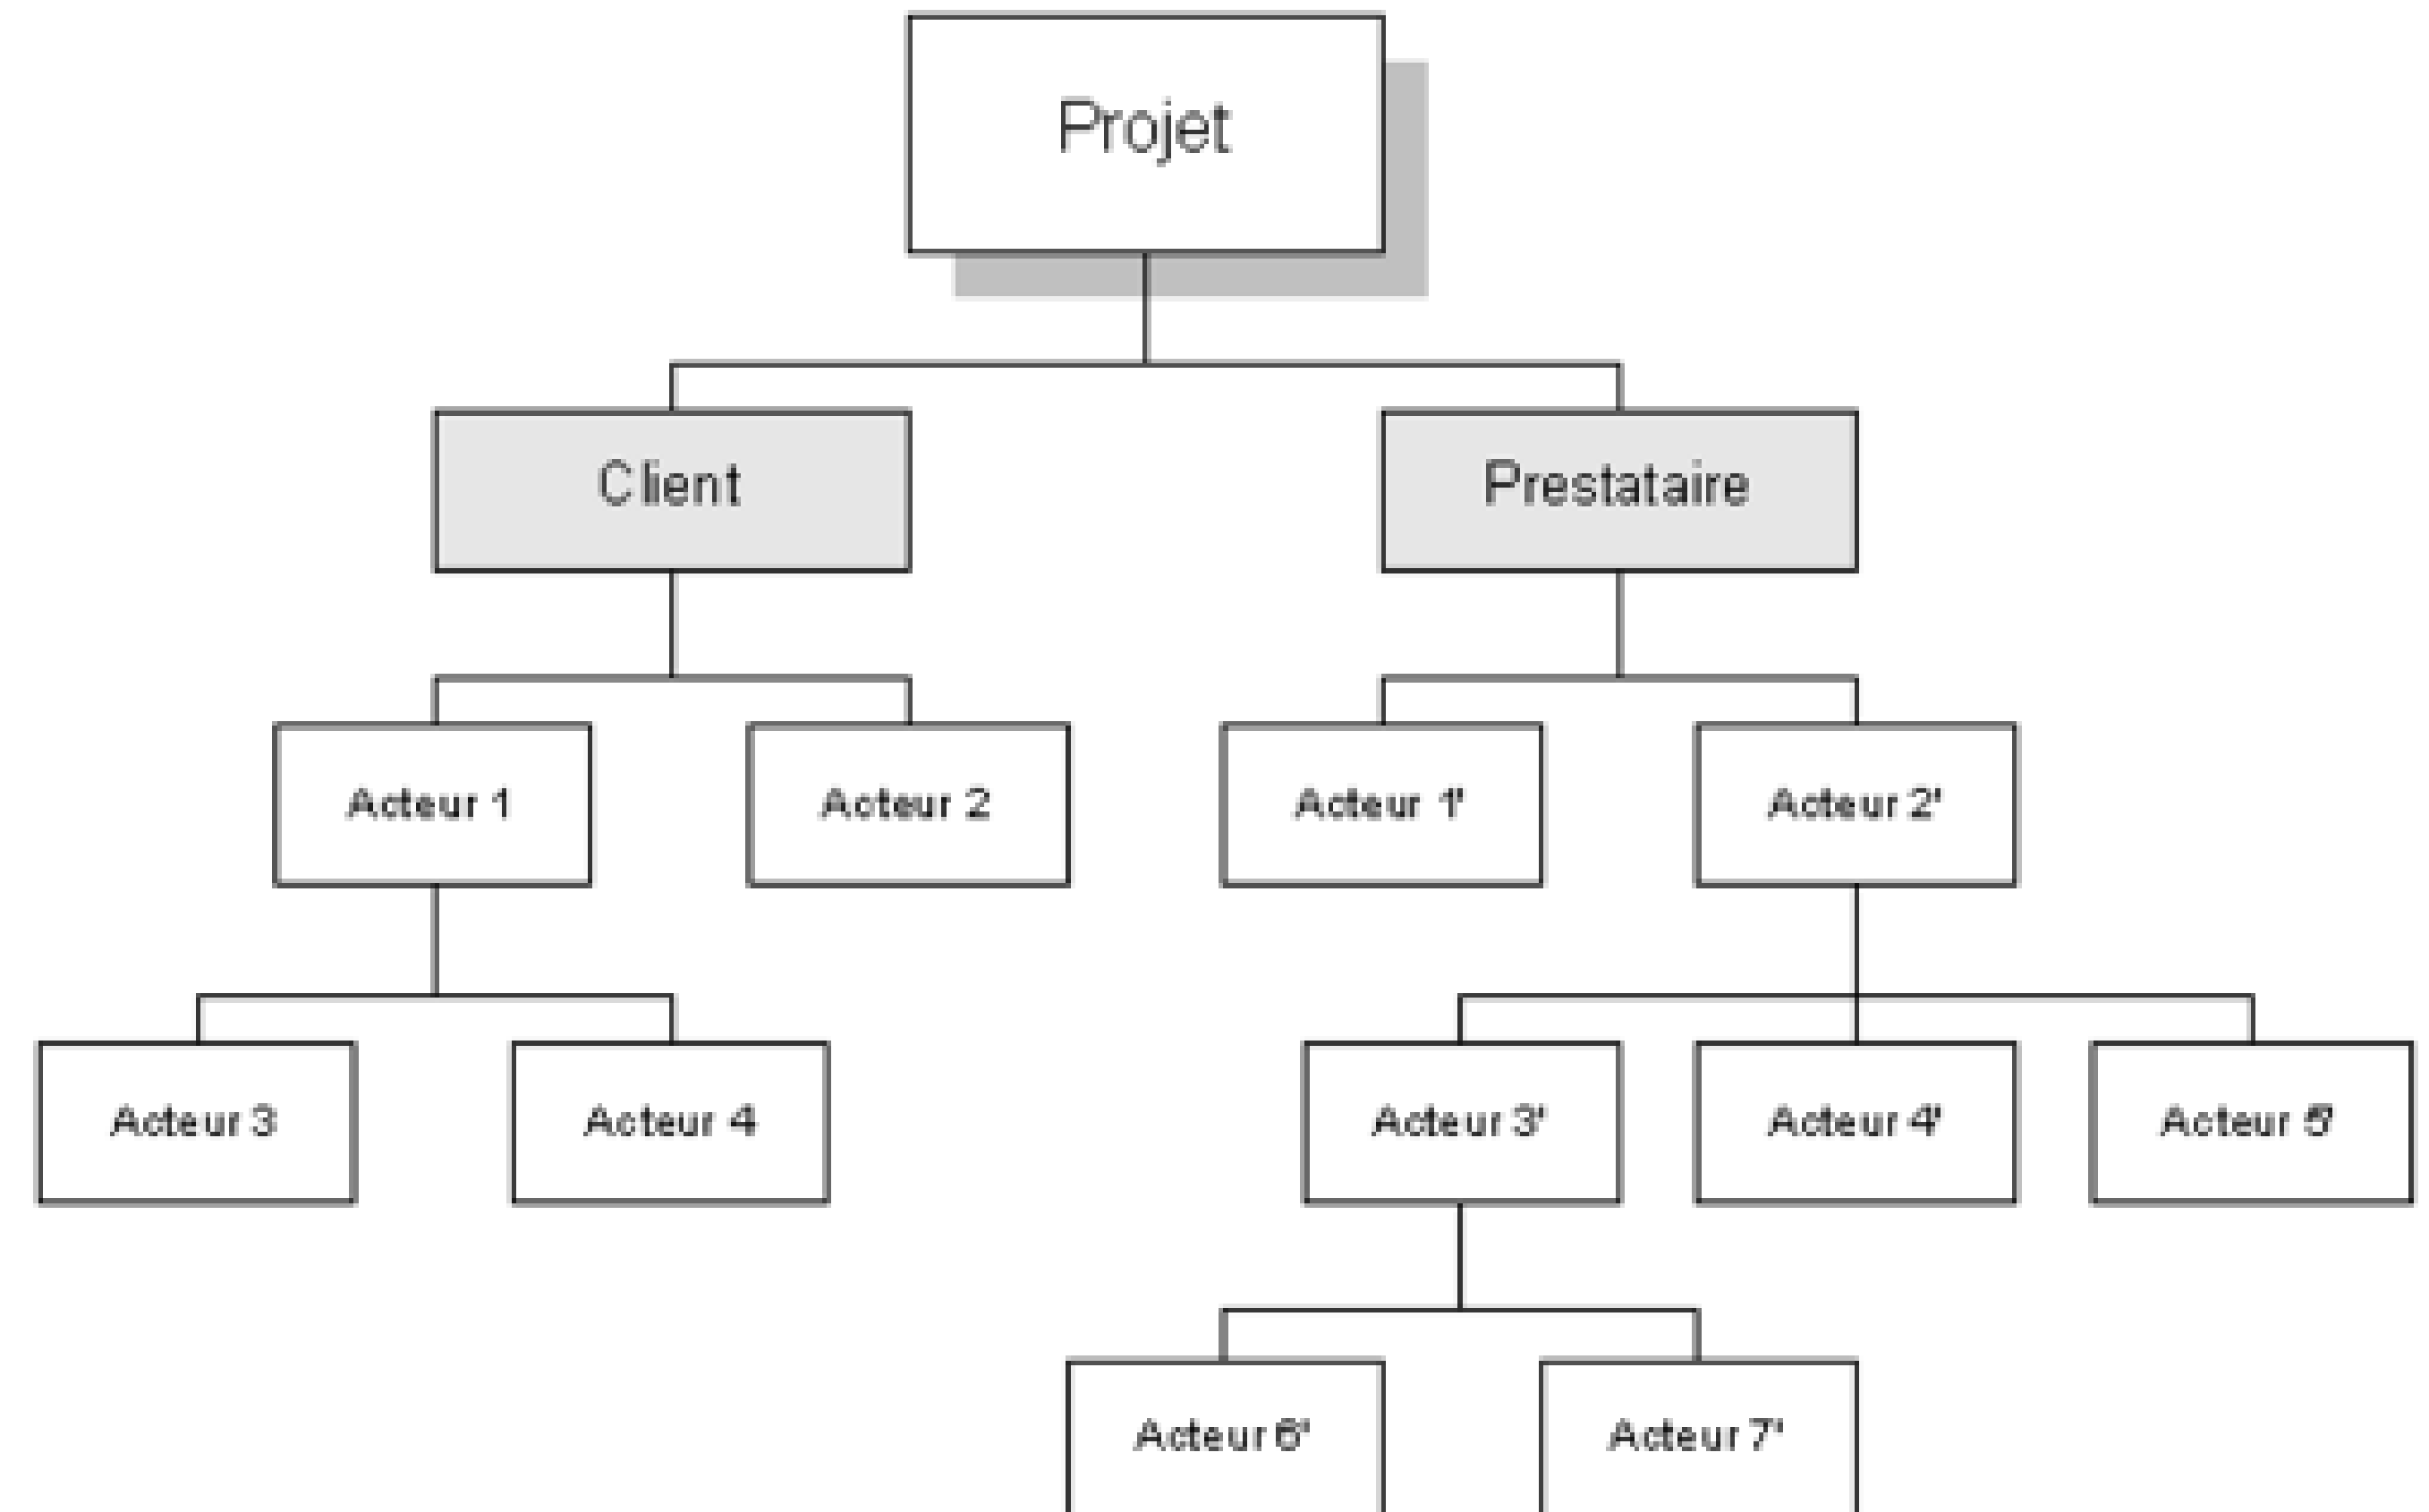 Projet
Client
Prestataire
Acteur 1
Acteur 2
Acteur 1'
Acteur 2'
Acteur 3
Acteur 4
Acteur 3'
Acteur 4'
Acteur 5'
Acteur 6'
Acteur 7'